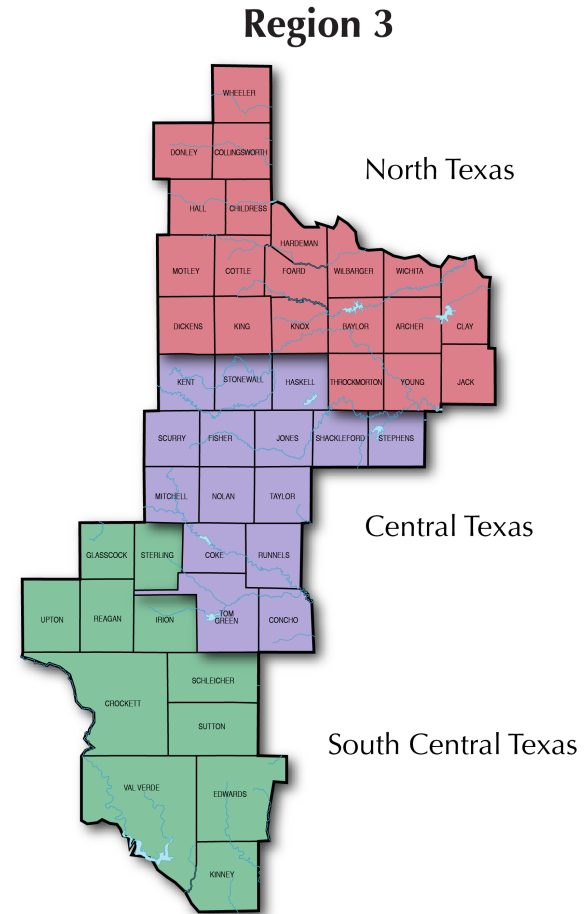 Region 3
WHEELER
DONLEY
COLLINGSWORTH
North Texas
HALL
CHILDRESS
HARDEMAN
MOTLEY
COTTLE
FOARD
WILBARGER
WICHITA
DICKENS
KING
KNOX
BAYLOR
ARCHER
CLAY
KENT
STONEWALL
HASKELL
THROCKMORTON
YOUNG
JACK
SCURRY
FISHER
JONES
SHACKLEFORD
STEPHENS
MITCHELL
NOLAN
TAYLOR
Central Texas
GLASSCOCK
STERLING
COKE
RUNNELS
UPTON
REAGAN
IRION
TOM
GREEN
CONCHO
SCHLEICHER
CROCKETT
SUTTON
South Central Texas
VAL VERDE
EDWARDS
KINNEY